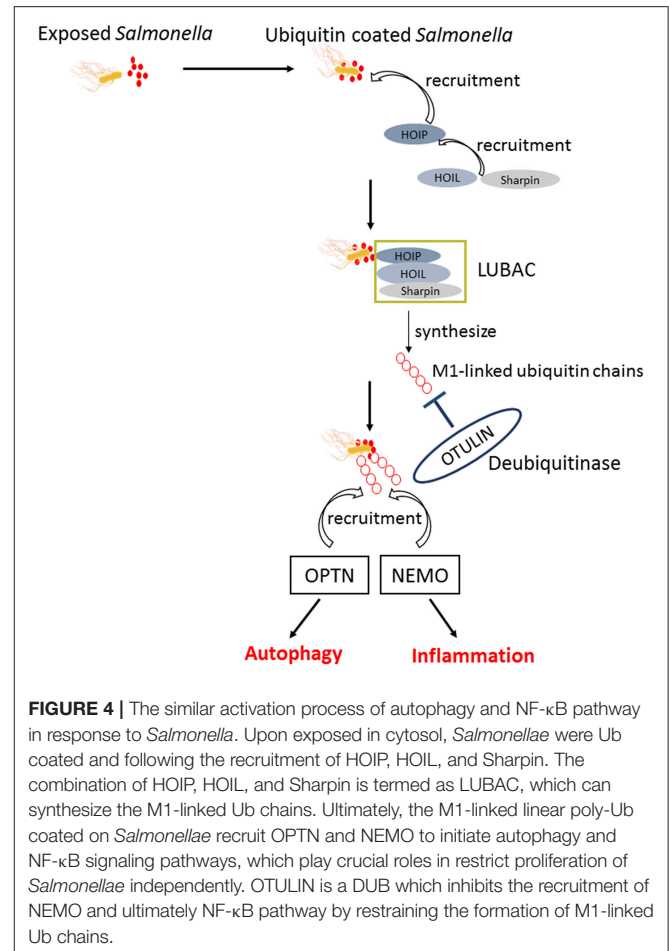 Exposed Salmonella
Ubiquitin coated Salmonella
recruitment
HOIP
recruitment
HOIL
Sharpin
HOIP
HOIL
Sharpin
LUBAC
synthesize
M1-linked ubiquitin chains
OTULIN
Deubiquitinase
recruitment
OPTN
NEMO
Autophagy
Inflammation
FIGURE 4 | The similar activation process of autophagy and NF-κB pathway
in response to Salmonella. Upon exposed in cytosol, Salmonellae were Ub
coated and following the recruitment of HOIP, HOIL, and Sharpin. The
combination of HOIP, HOIL, and Sharpin is termed as LUBAC, which can
synthesize the M1-linked Ub chains. Ultimately, the M1-linked linear poly-Ub
coated on Salmonellae recruit OPTN and NEMO to initiate autophagy and
NF-κB signaling pathways, which play crucial roles in restrict proliferation of
Salmonellae independently. OTULIN is a DUB which inhibits the recruitment of
NEMO and ultimately NF-κB pathway by restraining the formation of M1-linked
Ub chains.